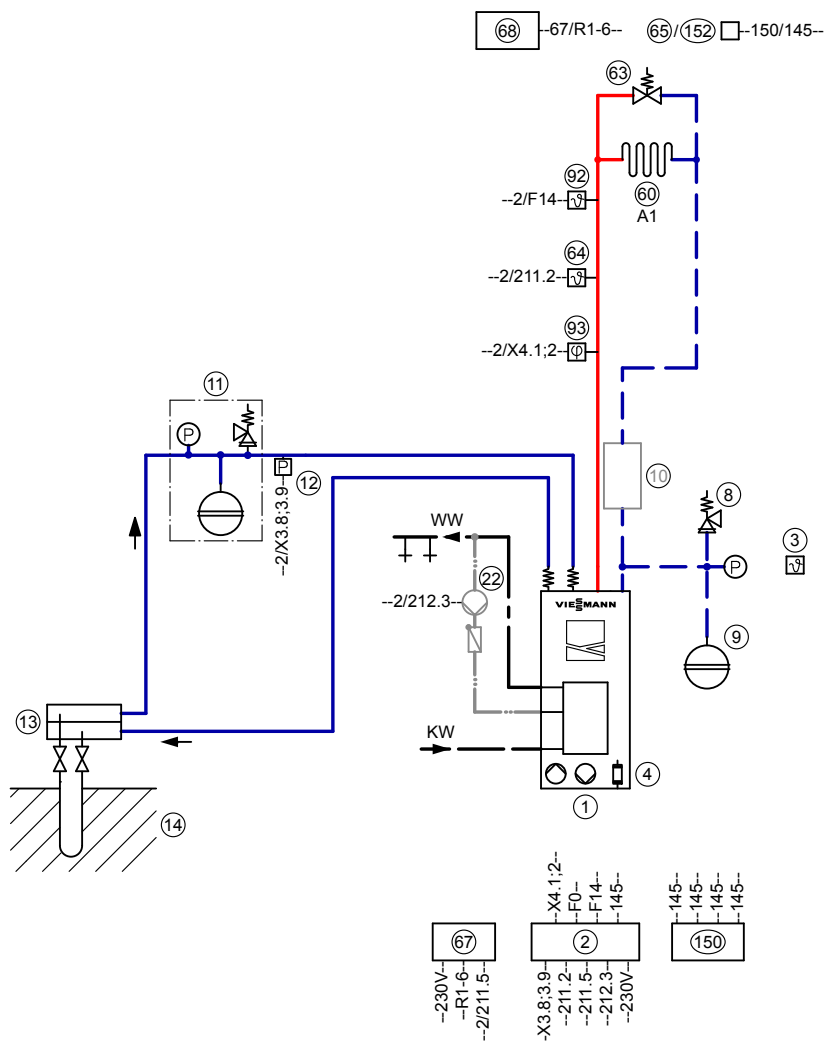 68 --67/R1-6-- 65/152 --150/145--
63
92
--2/F14-- ϑ
60
A1
64
--2/211.2-- ϑ
93
--2/X4.1;2-- φ
11
P
P 12
--2/X3.8;3.9--
10
8
P
3
ϑ
9
WW
22
--2/212.3--
VIESSMANN
13
KW
4
1
14
--X4.1;2--
--F0--
--F14--
--145--
--145--
--145--
--145--
--145--
67
2
150
--230V--
--R1-6--
--2/211.5--
--X3.8;3.9--
--211.2--
--211.5--
--212.3--
--230V--